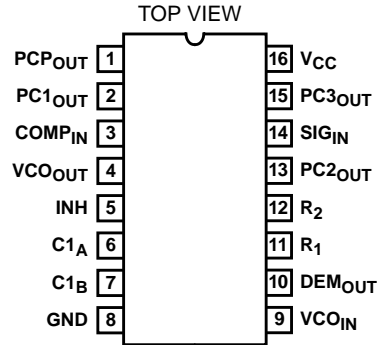 TOP VIEW
PCPOUT 1 16 VCC
PC1OUT 2 15 PC3OUT
COMPIN 3 14 SIGIN
VCOOUT 4 13 PC2OUT
INH 5 12 R2
C1A 6 11 R1
C1B 7 10 DEMOUT
GND 8 9 VCOIN